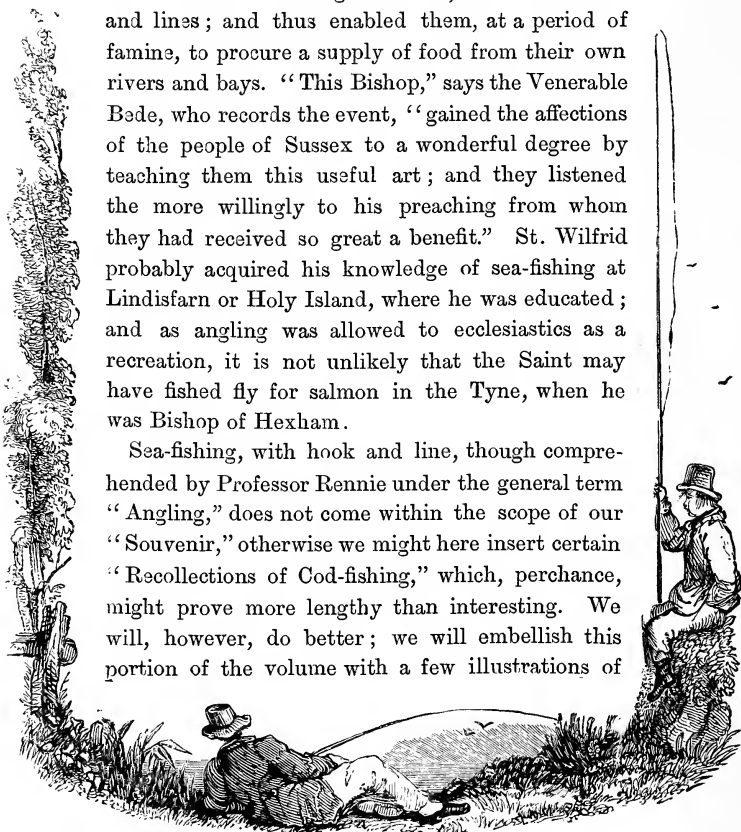 and lines; and thus enabled them, at a period of
famine, to procure a supply of food from their own
rivers and bays. “This Bishop,” says the Venerable
Bede, who records the event, “gained the affections
of the people of Sussex to a wonderful degree by
teaching them this useful art; and they listened
the more willingly to his preaching from whom
they had received so great a benefit.” St. Wilfrid
probably acquired his knowledge of sea-fishing at
Lindisfarn or Holy Island, where he was educated;
and as angling was allowed to ecclesiastics as a
recreation, it is not unlikely that the Saint may
have fished fly for salmon in the Tyne, when he
was Bishop of Hexham.
Sea-fishing, with hook and line, though compre-
hended by Professor Rennie under the general term
“Angling,” does not come within the scope of our
“Souvenir,” otherwise we might here insert certain
“Recollections of Cod-fishing,” which, perchance,
might prove more lengthy than interesting. We
will, however, do better; we will embellish this
portion of the volume with a few illustrations of